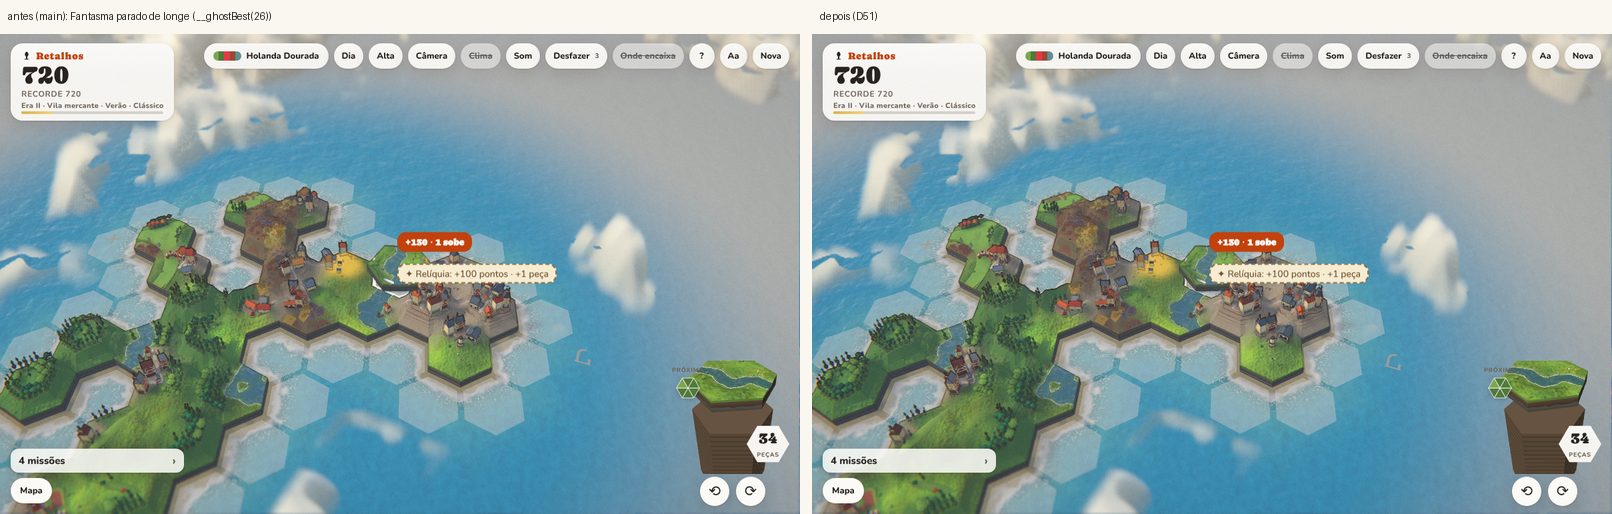 antes (main): Fantasma parado de longe (__ghostBest(26))
Retalhos
720
RECORDE 720
Era II · Vila mercante · Verão · Clássico
Holanda Dourada
Dia
Alta
Câmera
Clima
Som
Desfazer 3
Onde encaixa
?
Aa
Nova
+150 · 1 sobe
✦ Relíquia: +100 pontos · +1 peça
34
PEÇAS
4 missões ›
Mapa
⟲ ⟳
depois (D51)
Retalhos
720
RECORDE 720
Era II · Vila mercante · Verão · Clássico
Holanda Dourada
Dia
Alta
Câmera
Clima
Som
Desfazer 3
Onde encaixa
?
Aa
Nova
+150 · 1 sobe
✦ Relíquia: +100 pontos · +1 peça
34
PEÇAS
4 missões ›
Mapa
⟲ ⟳